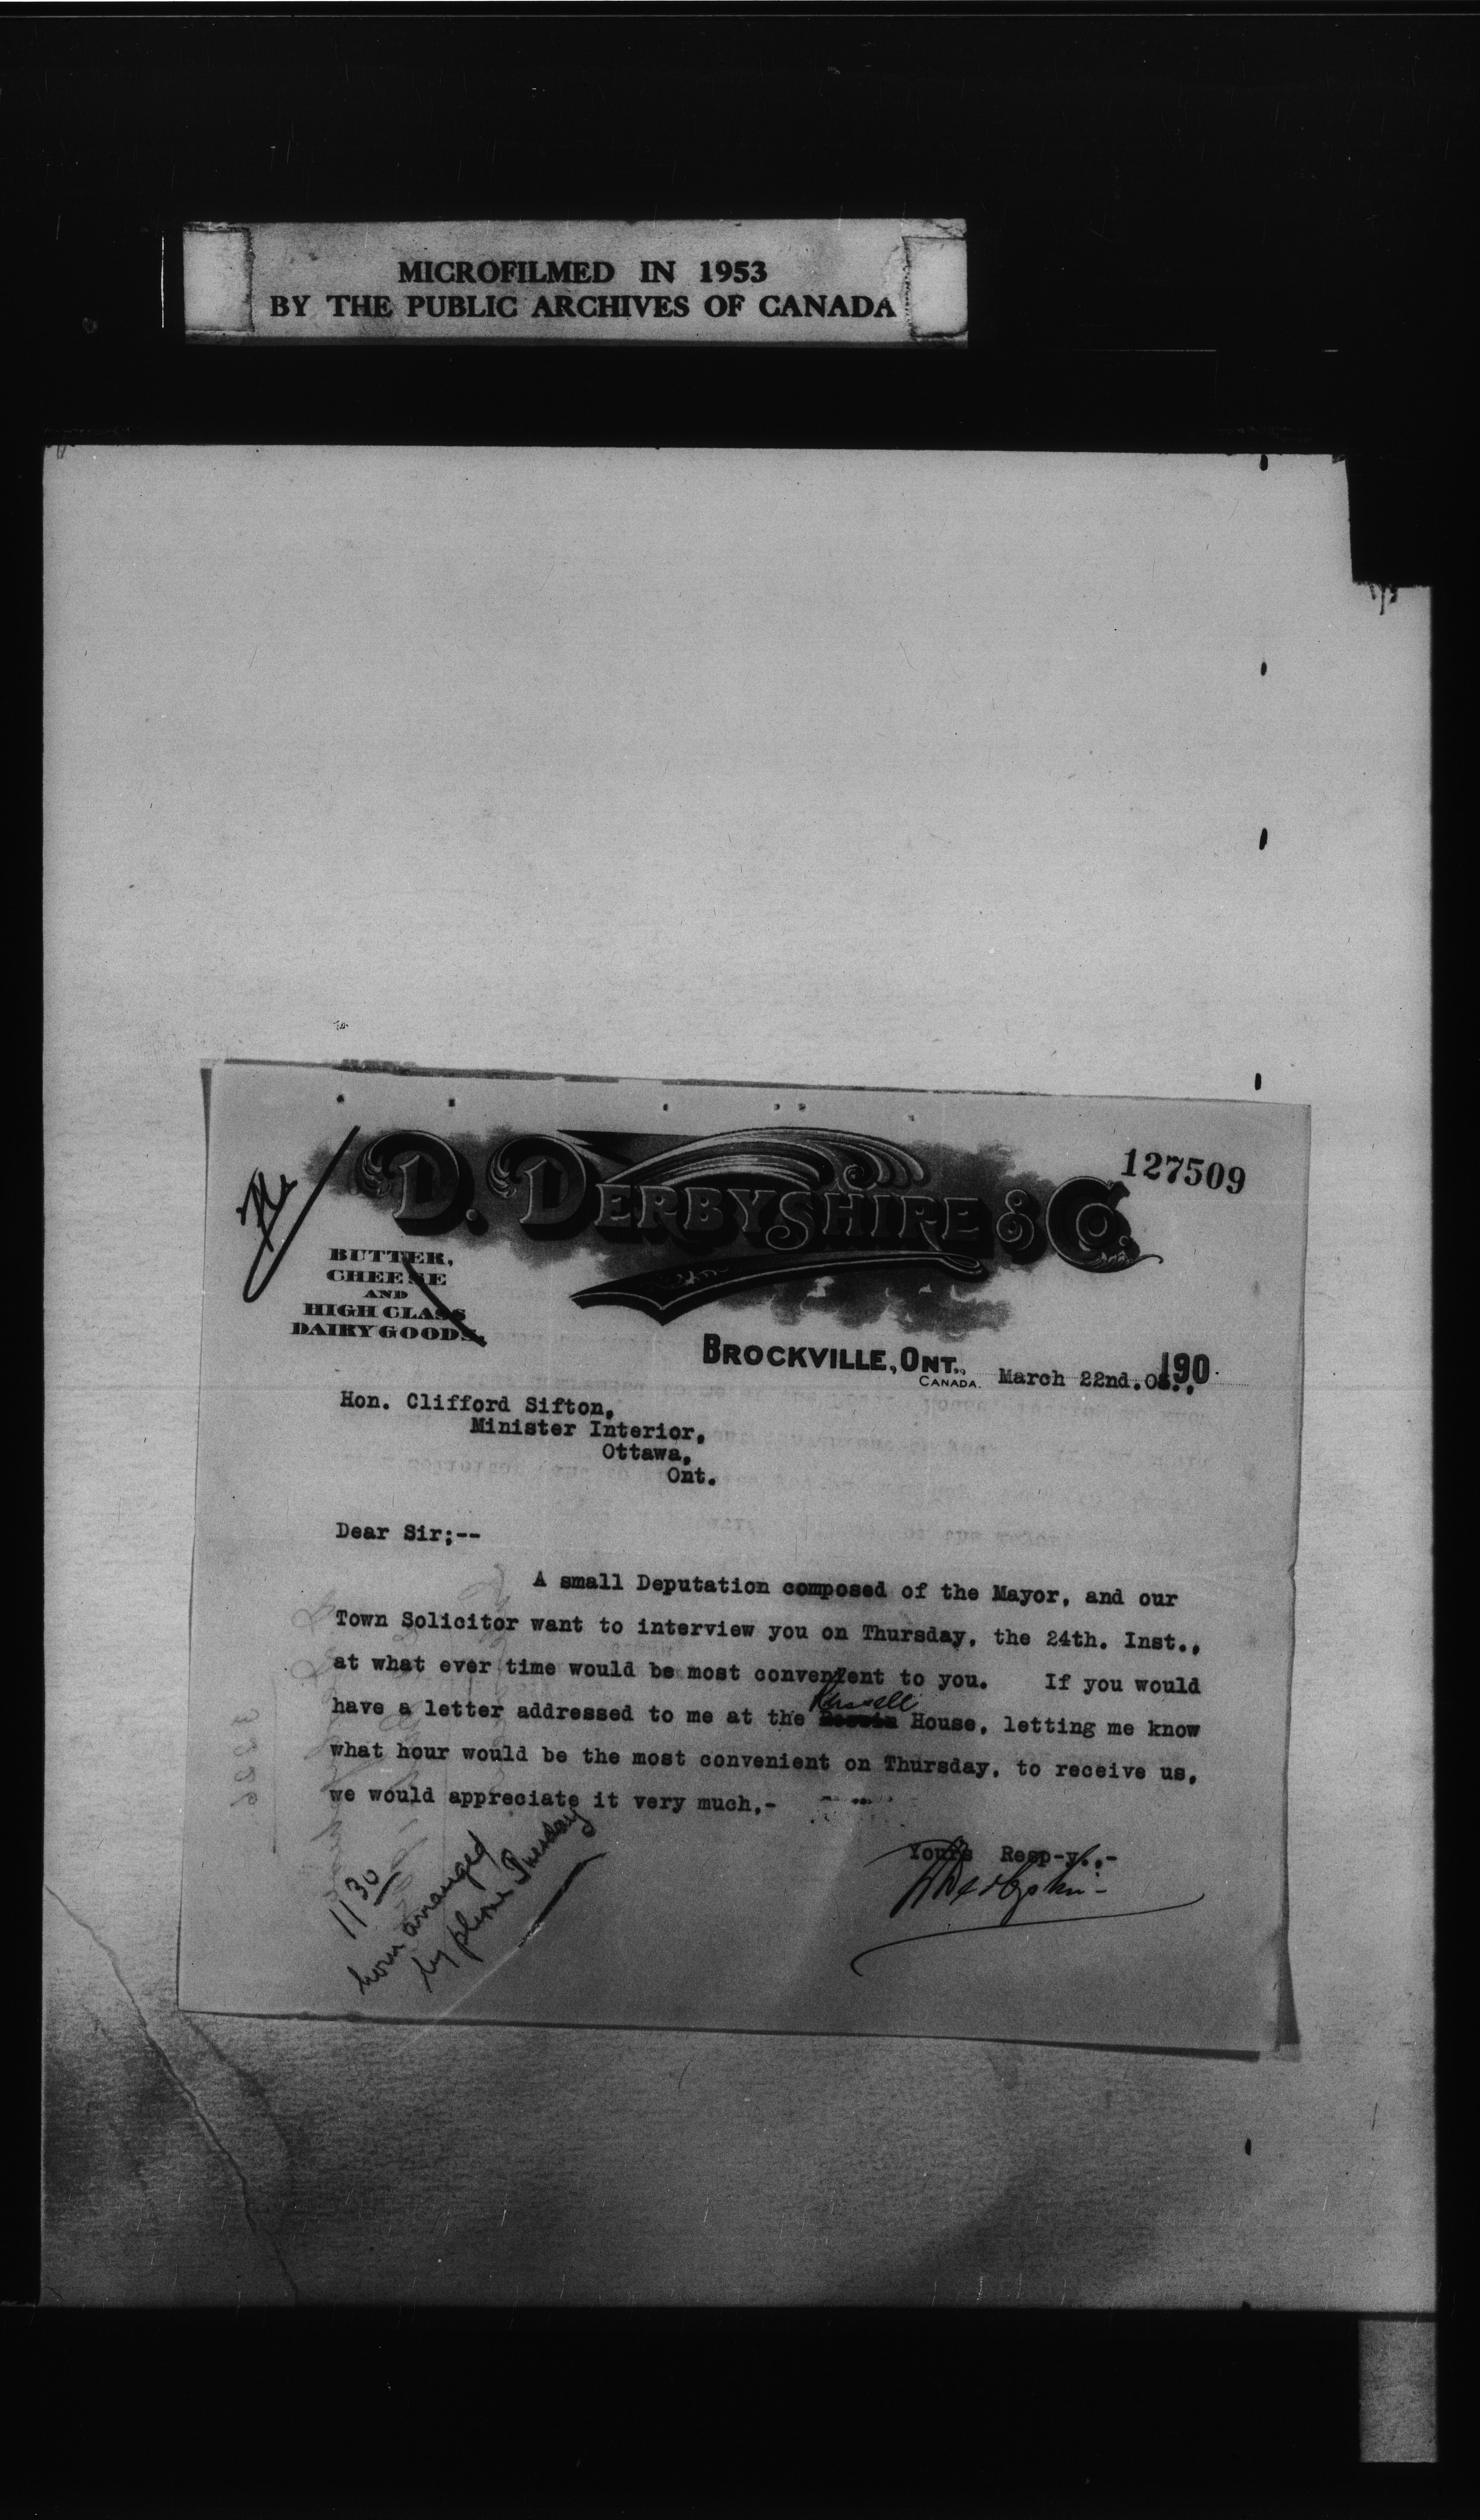 MICROFILMED IN 1953
BY THE PUBLIC ARCHIVES OF CANADA
127509
D. DERBYSHIRE & CO.
BUTTER,
CHEESE
AND
HIGH CLASS
DAIRY GOODS.
BROCKVILLE, ONT.,
CANADA.
March 22nd. 190
Hon. Clifford Sifton,
Minister Interior,
Ottawa,
Ont.
Dear Sir;--
A small Deputation composed of the Mayor, and our
Town Solicitor want to interview you on Thursday, the 24th. Inst.,
at what ever time would be most convenient to you. If you would
have a letter addressed to me at the Russell House, letting me know
what hour would be the most convenient on Thursday, to receive us,
we would appreciate it very much,-
Yours Resp-y.,-
D Derbyshire
11 30
hour arranged
by phone Tuesday